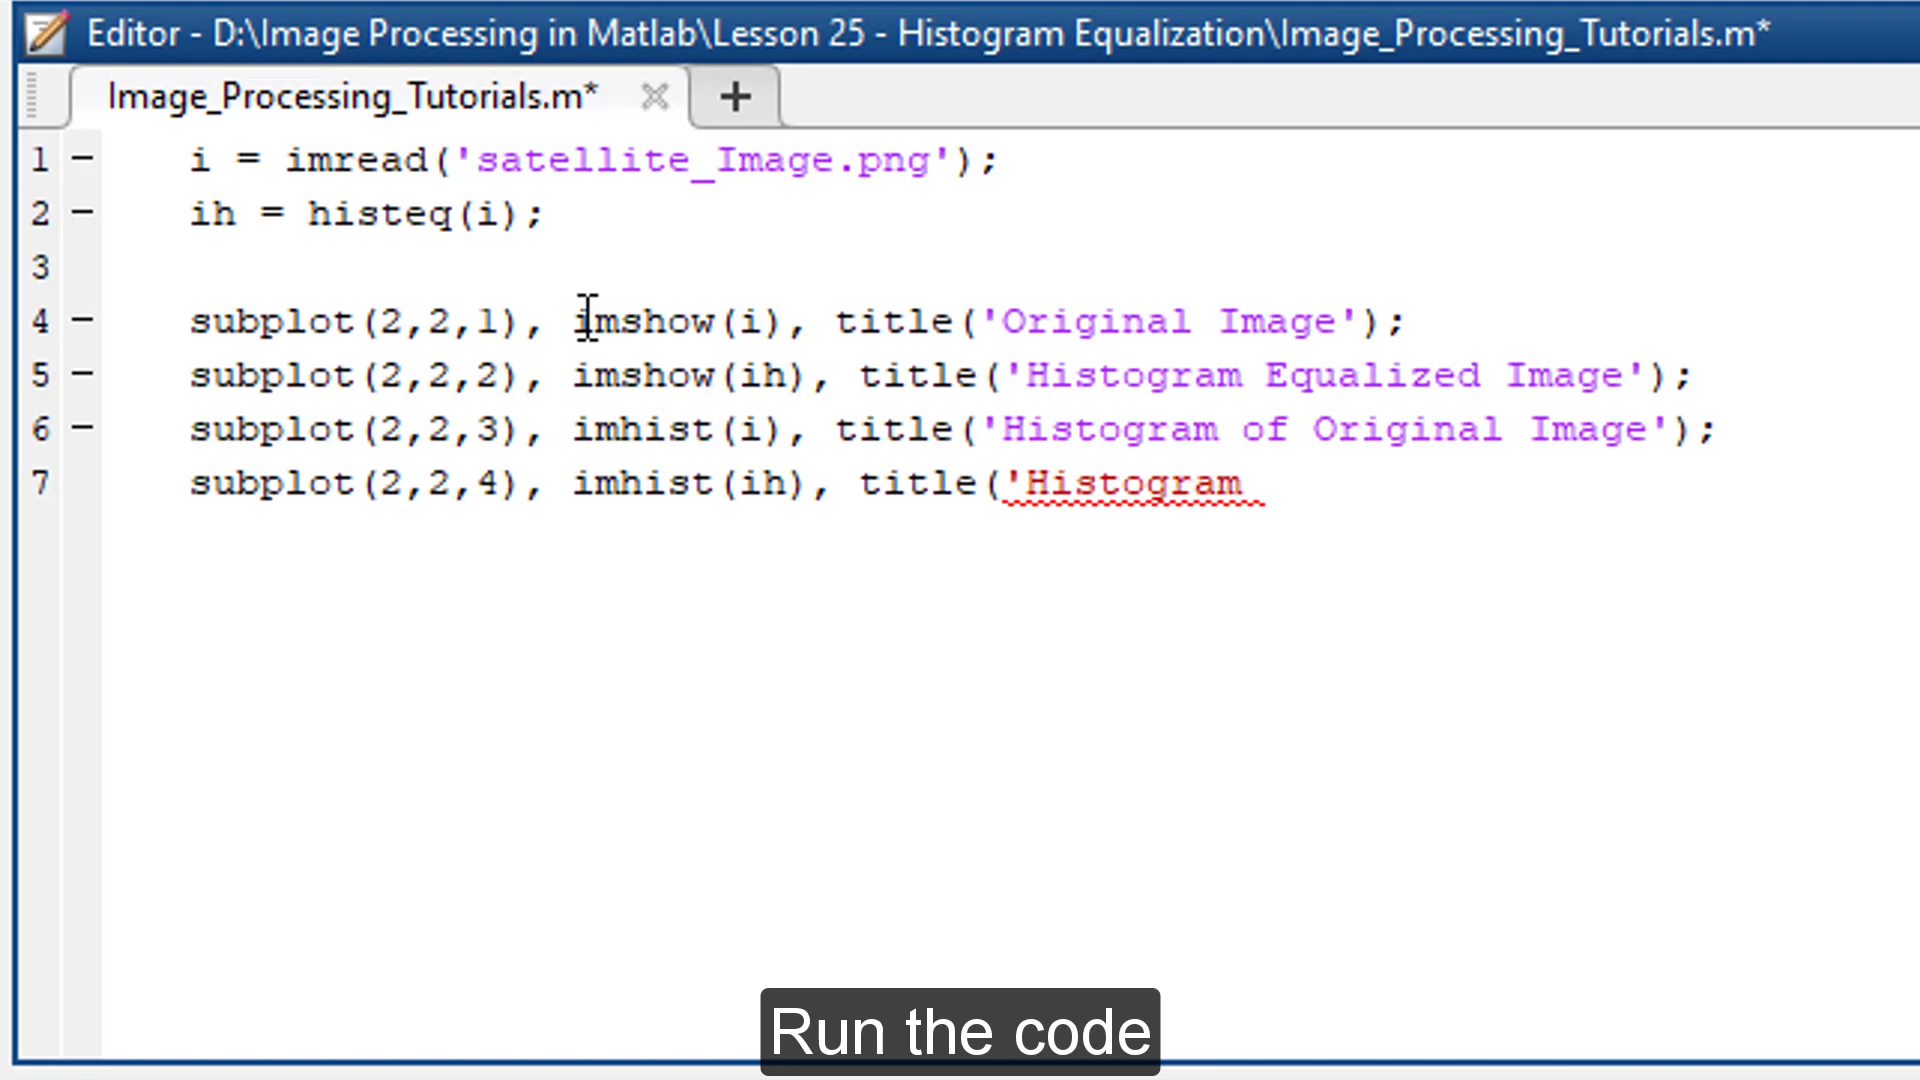 Editor - D:\Image Processing in Matlab\Lesson 25 - Histogram Equalization\Image_Processing_Tutorials.m*
Image_Processing_Tutorials.m*
1 i = imread('satellite_Image.png');
2 ih = histeq(i);
3
4 subplot(2,2,1), imshow(i), title('Original Image');
5 subplot(2,2,2), imshow(ih), title('Histogram Equalized Image');
6 subplot(2,2,3), imhist(i), title('Histogram of Original Image');
7 subplot(2,2,4), imhist(ih), title('Histogram
Run the code